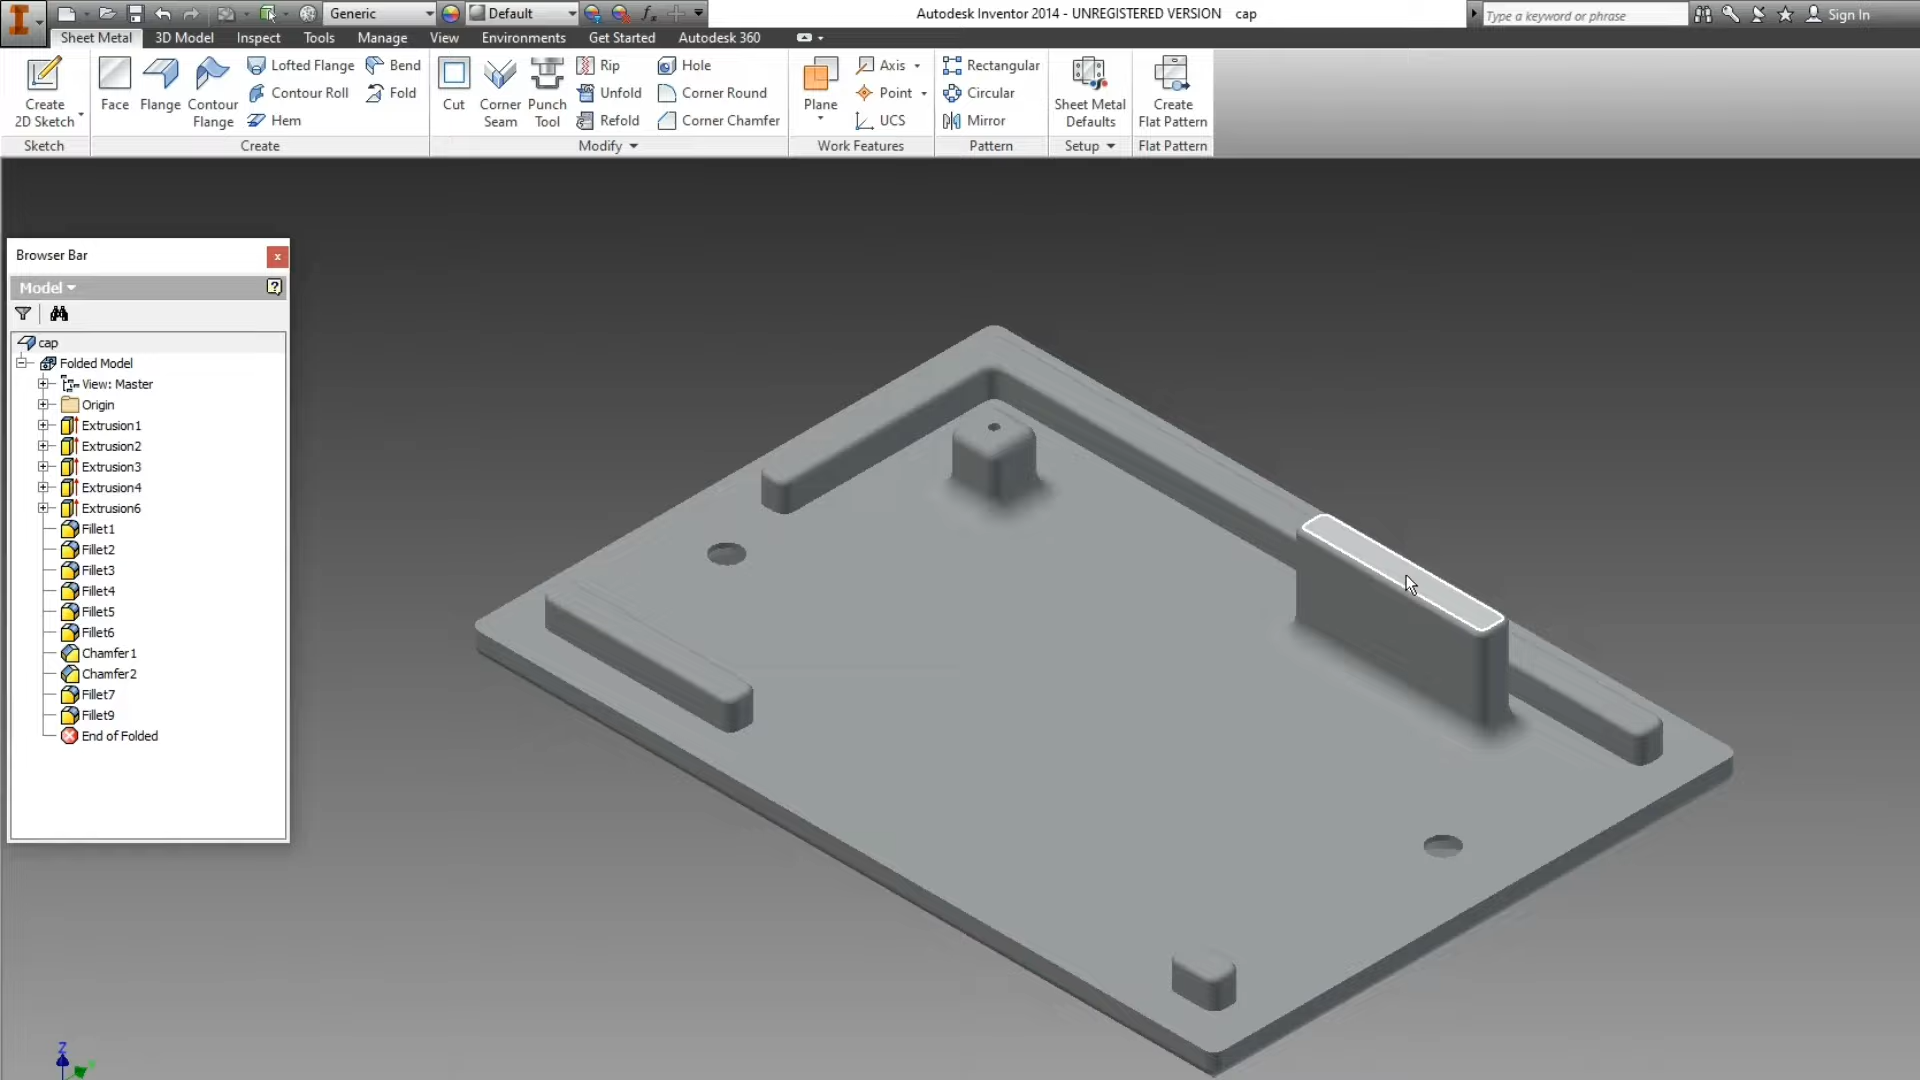 Generic
Default
Autodesk Inventor 2014 - UNREGISTERED VERSION cap
Type a keyword or phrase
Sign In
Sheet Metal 3D Model Inspect Tools Manage View Environments Get Started Autodesk 360
Create
2D Sketch
Face
Flange
Contour
Flange
Lofted Flange
Contour Roll
Hem
Bend
Fold
Cut
Corner
Seam
Punch
Tool
Rip
Unfold
Refold
Hole
Corner Round
Corner Chamfer
Plane
Axis
Point
UCS
Rectangular
Circular
Mirror
Sheet Metal
Defaults
Create
Flat Pattern
Sketch Create Modify Work Features Pattern Setup Flat Pattern
Browser Bar
Model
cap
Folded Model
View: Master
Origin
Extrusion1
Extrusion2
Extrusion3
Extrusion4
Extrusion6
Fillet1
Fillet2
Fillet3
Fillet4
Fillet5
Fillet6
Chamfer1
Chamfer2
Fillet7
Fillet9
End of Folded
Z